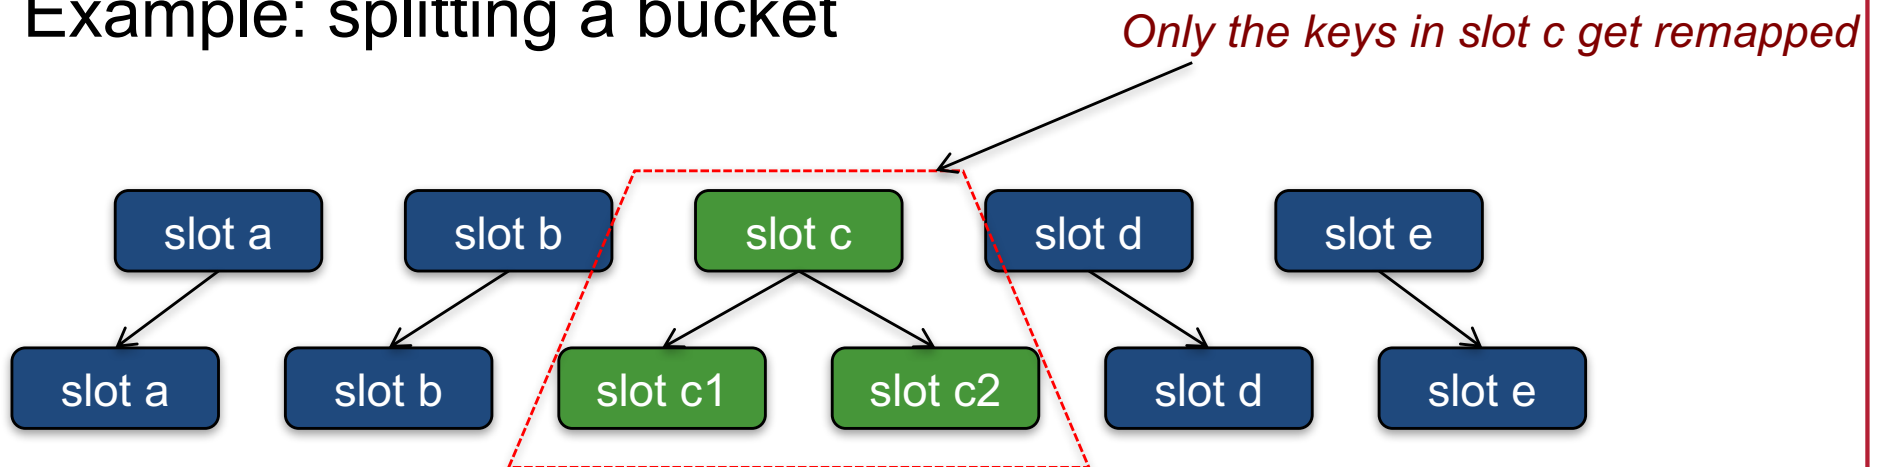 Example: splitting a bucket
Only the keys in slot c get remapped
slot a
slot b
slot c
slot d
slot e
slot a
slot b
slot c1
slot c2
slot d
slot e